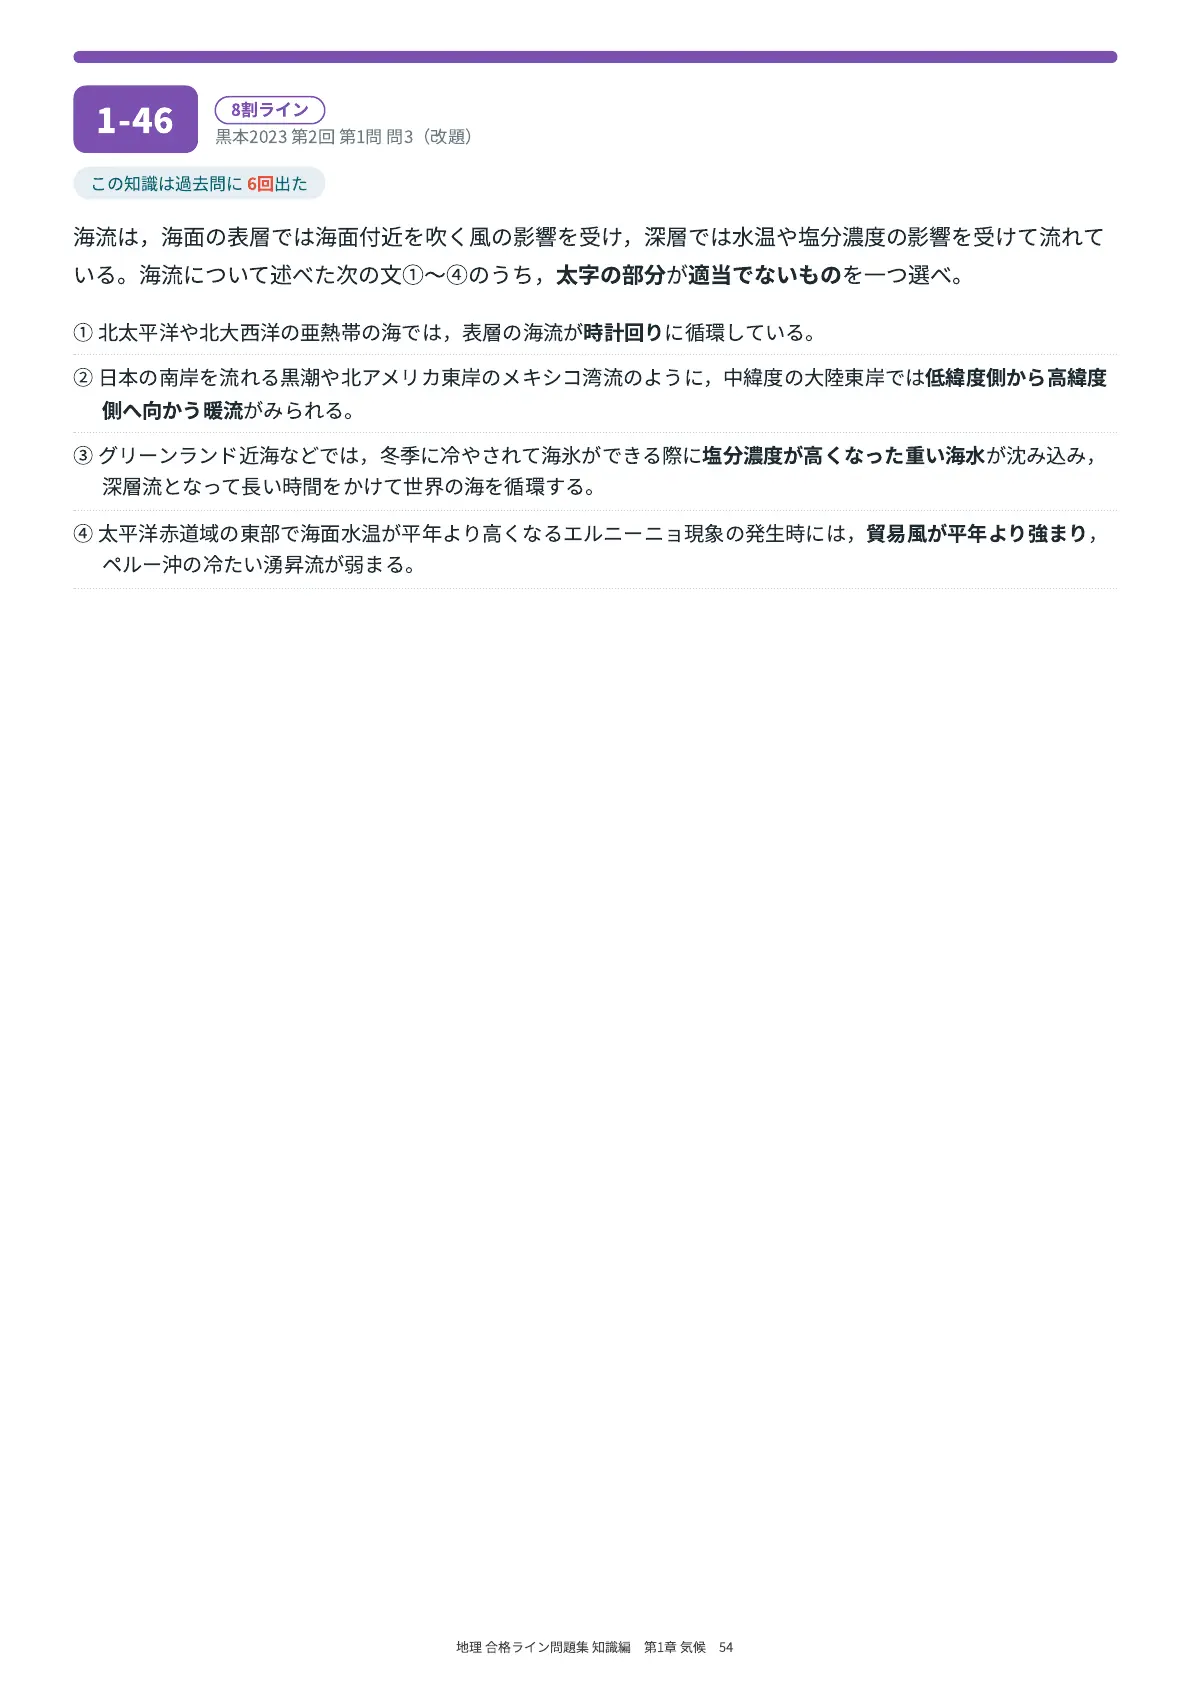 1-46
8割ライン
黒本2023 第2回 第1問 問3（改題）
この知識は過去問に 6回出た
海流は，海面の表層では海面付近を吹く風の影響を受け，深層では水温や塩分濃度の影響を受けて流れて
いる。海流について述べた次の文①～④のうち，太字の部分が適当でないものを一つ選べ。
① 北太平洋や北大西洋の亜熱帯の海では，表層の海流が時計回りに循環している。
② 日本の南岸を流れる黒潮や北アメリカ東岸のメキシコ湾流のように，中緯度の大陸東岸では低緯度側から高緯度
側へ向かう暖流がみられる。
③ グリーンランド近海などでは，冬季に冷やされて海氷ができる際に塩分濃度が高くなった重い海水が沈み込み，
深層流となって長い時間をかけて世界の海を循環する。
④ 太平洋赤道域の東部で海面水温が平年より高くなるエルニーニョ現象の発生時には，貿易風が平年より強まり，
ペルー沖の冷たい湧昇流が弱まる。
地理 合格ライン問題集 知識編　第1章 気候　54